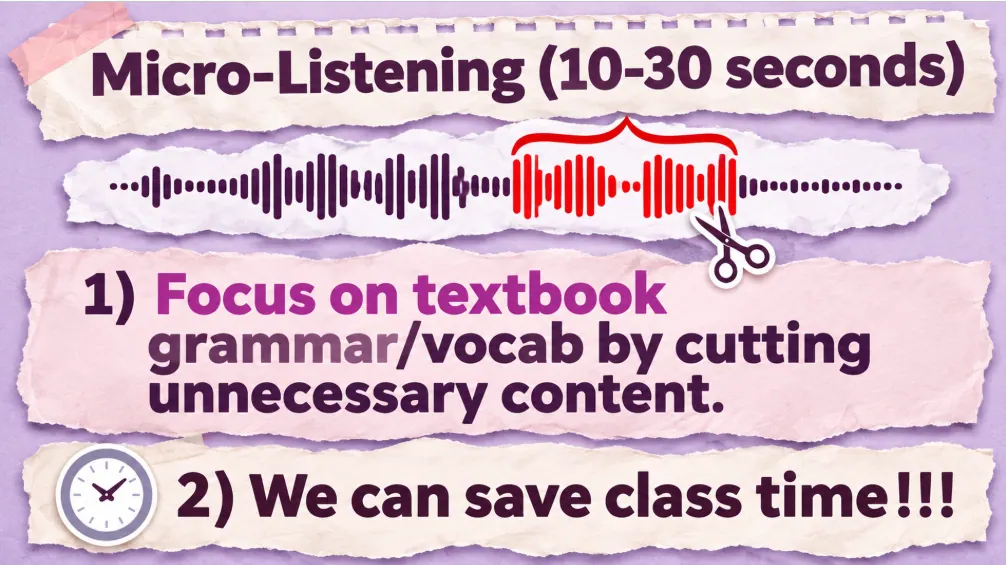 Micro-Listening (10-30 seconds)
1) Focus on textbook
grammar/vocab by cutting
unnecessary content.
2) We can save class time!!!